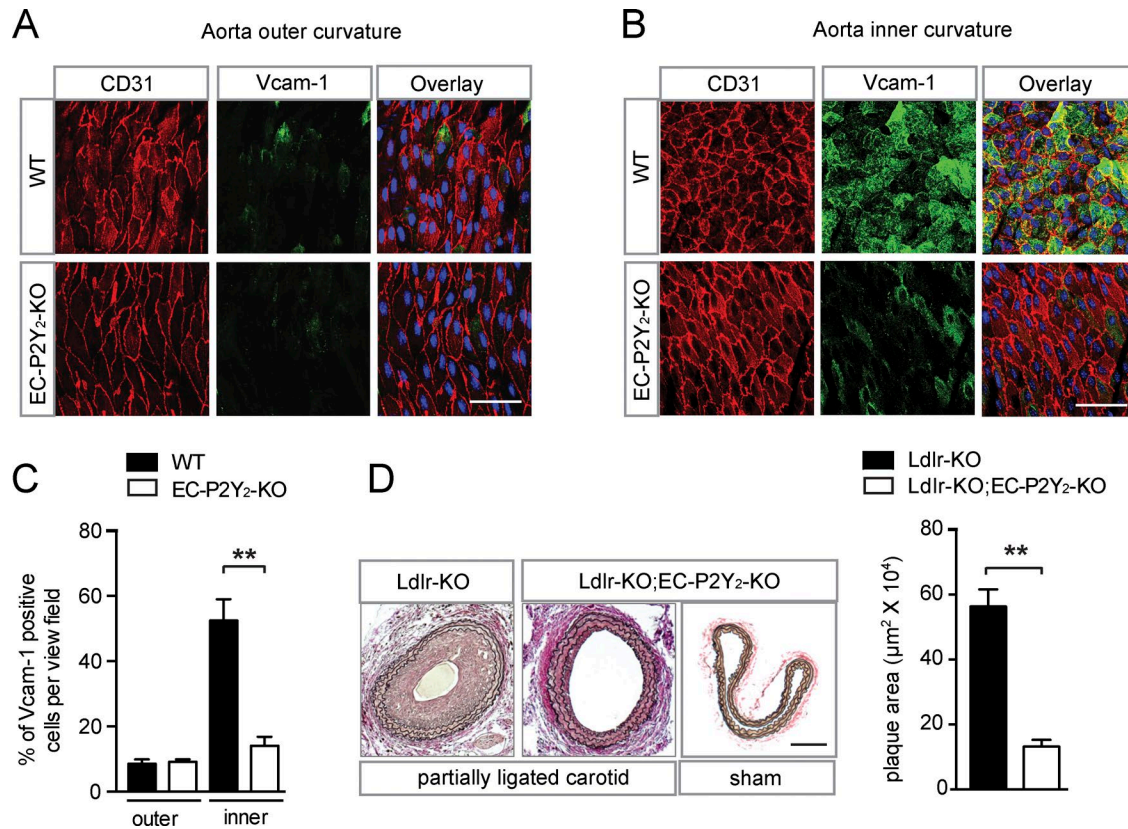 A
Aorta outer curvature
CD31 Vcam-1 Overlay
WT
EC-P2Y₂-KO
B
Aorta inner curvature
CD31 Vcam-1 Overlay
WT
EC-P2Y₂-KO
C
WT
EC-P2Y₂-KO
% of Vcam-1 positive
cells per view field
80
60
40
20
0
**
outer inner
D
Ldlr-KO Ldlr-KO;EC-P2Y₂-KO
partially ligated carotid sham
Ldlr-KO
Ldlr-KO;EC-P2Y₂-KO
plaque area (µm² X 10⁴)
80
60
40
20
0
**